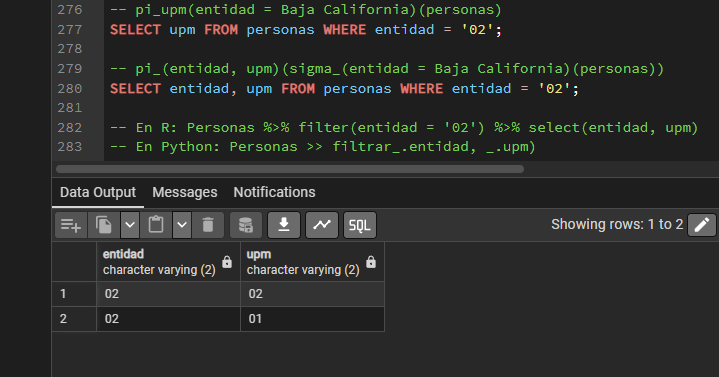 276 -- pi_upm(entidad = Baja California)(personas)
277 SELECT upm FROM personas WHERE entidad = '02';
278
279 -- pi_(entidad, upm)(sigma_(entidad = Baja California)(personas))
280 SELECT entidad, upm FROM personas WHERE entidad = '02';
281
282 -- En R: Personas %>% filter(entidad = '02') %>% select(entidad, upm)
283 -- En Python: Personas >> filtrar_.entidad, _.upm)
Data Output Messages Notifications
SQL Showing rows: 1 to 2
entidad upm
character varying (2) character varying (2)
1 02 02
2 02 01